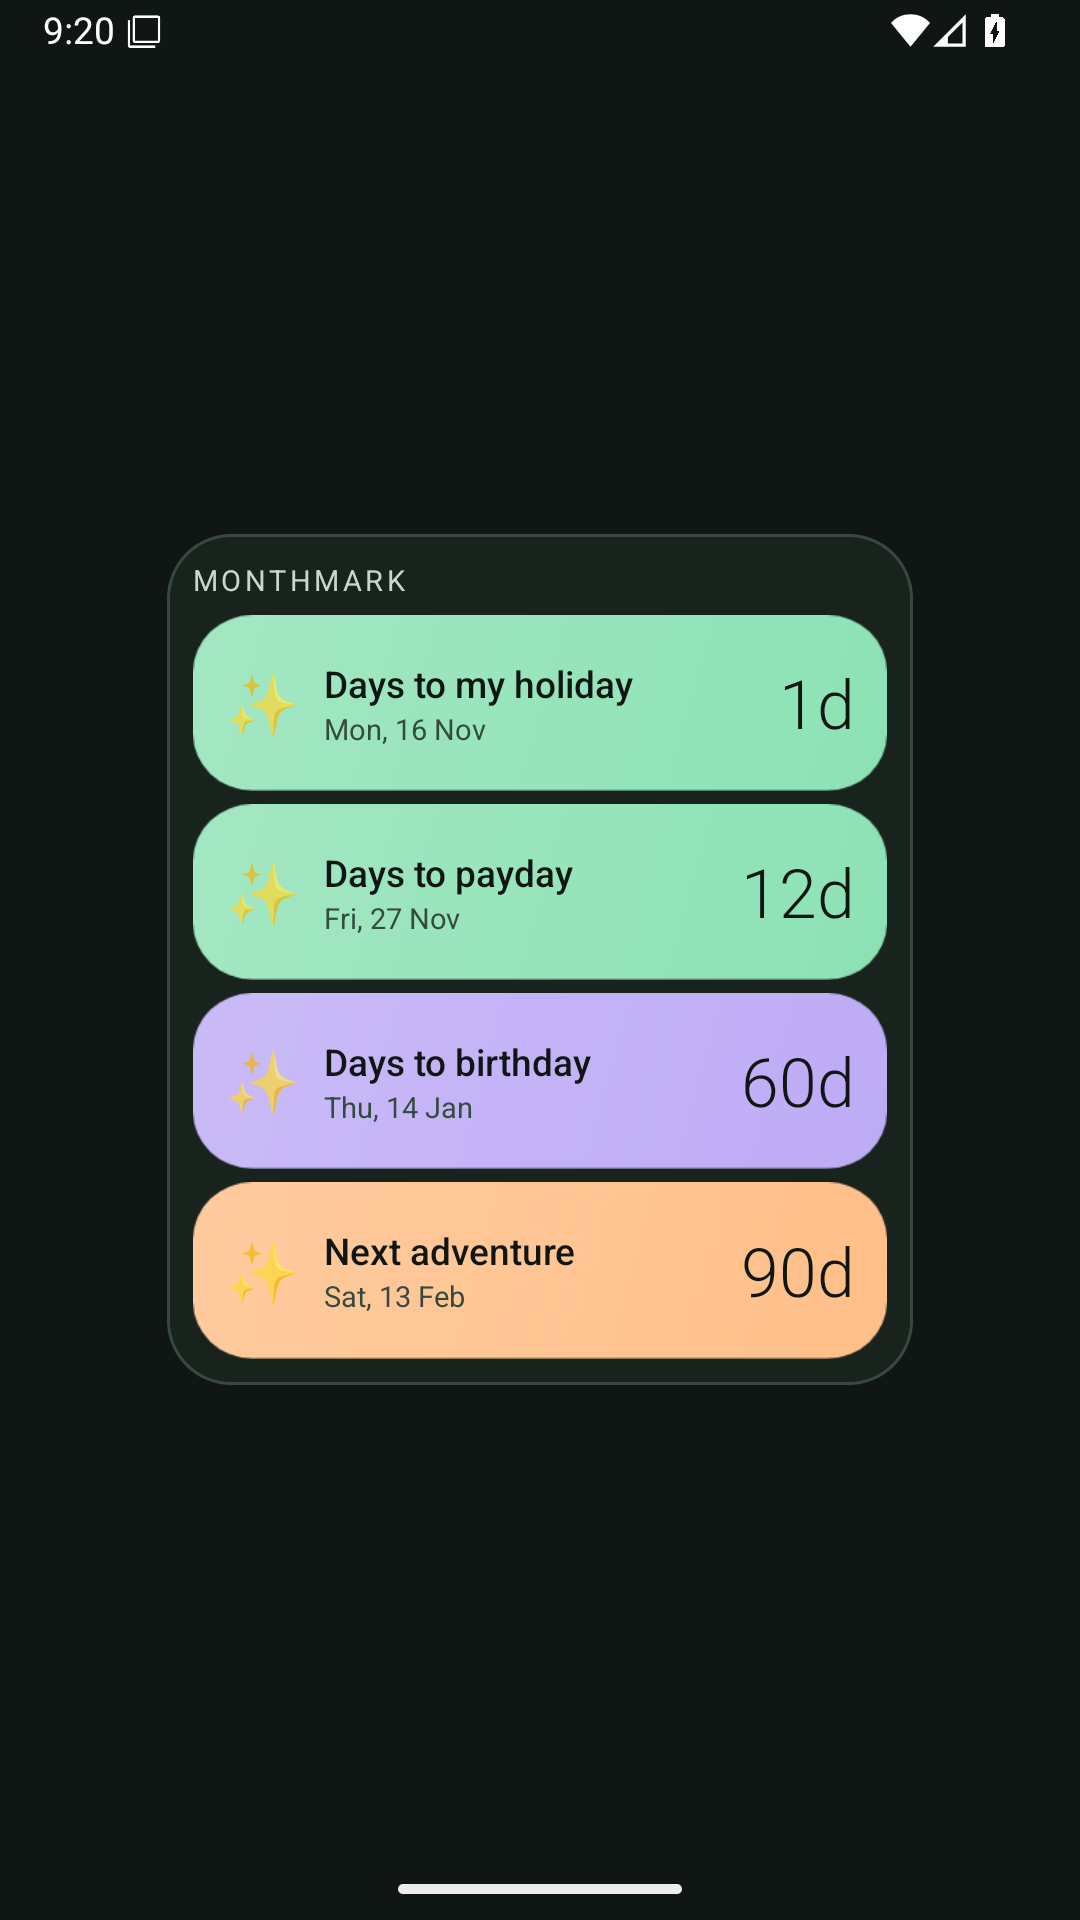 9:20
MONTHMARK
Days to my holiday
Mon, 16 Nov
1d
Days to payday
Fri, 27 Nov
12d
Days to birthday
Thu, 14 Jan
60d
Next adventure
Sat, 13 Feb
90d